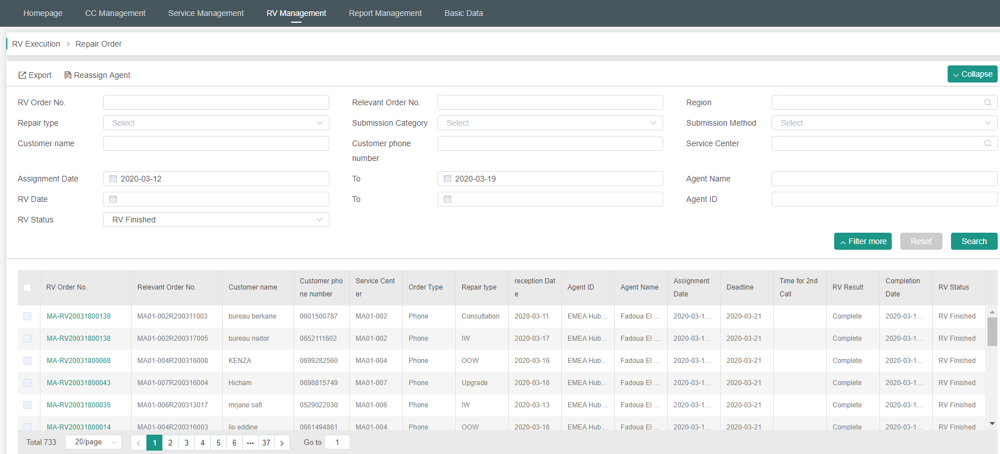 Homepage CC Management Service Management RV Management Report Management Basic Data
RV Execution > Repair Order
Export Reassign Agent Collapse
RV Order No. Relevant Order No. Region
Repair type Select Submission Category Select Submission Method Select
Customer name Customer phone number Service Center
Assignment Date 2020-03-12 To 2020-03-19 Agent Name
RV Date To Agent ID
RV Status RV Finished
Filter more Reset Search
RV Order No. Relevant Order No. Customer name Customer phone number Service Center Order Type Repair type reception Date Agent ID Agent Name Assignment Date Deadline Time for 2nd Call RV Result Completion Date RV Status
MA-RV20031800139 MA01-002R200311003 bureau berkane 0601500787 MA01-002 Phone Consultation 2020-03-11 EMEA Hub... Fadoua El ... 2020-03-1... 2020-03-21 Complete 2020-03-1... RV Finished
MA-RV20031800138 MA01-002R200317005 bureau nador 0652111602 MA01-002 Phone IW 2020-03-17 EMEA Hub... Fadoua El ... 2020-03-1... 2020-03-21 Complete 2020-03-1... RV Finished
MA-RV20031800068 MA01-004R200316008 KENZA 0699282560 MA01-004 Phone OOW 2020-03-16 EMEA Hub... Fadoua El ... 2020-03-1... 2020-03-21 Complete 2020-03-1... RV Finished
MA-RV20031800043 MA01-007R200316004 Hicham 0698815749 MA01-007 Phone Upgrade 2020-03-16 EMEA Hub... Fadoua El ... 2020-03-1... 2020-03-21 Complete 2020-03-1... RV Finished
MA-RV20031800035 MA01-006R200313017 mrjane safi 0529022030 MA01-006 Phone IW 2020-03-13 EMEA Hub... Fadoua El ... 2020-03-1... 2020-03-21 Complete 2020-03-1... RV Finished
MA-RV20031800014 MA01-004R200316003 lio eddine 0661494861 MA01-004 Phone OOW 2020-03-16 EMEA Hub... Fadoua El ... 2020-03-1... 2020-03-21 Complete 2020-03-1... RV Finished
Total 733 20/page < 1 2 3 4 5 6 ... 37 > Go to 1